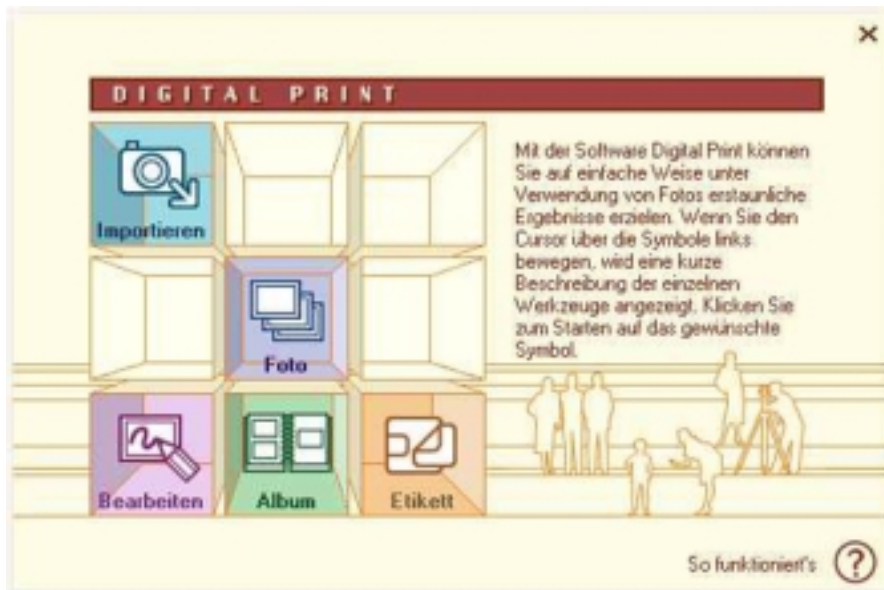 DIGITAL PRINT
Importieren
Foto
Bearbeiten
Album
Etikett
Mit der Software Digital Print können
Sie auf einfache Weise unter
Verwendung von Fotos erstaunliche
Ergebnisse erzielen. Wenn Sie den
Cursor über die Symbole links
bewegen, wird eine kurze
Beschreibung der einzelnen
Werkzeuge angezeigt. Klicken Sie
zum Starten auf das gewünschte
Symbol.
So funktioniert's ?